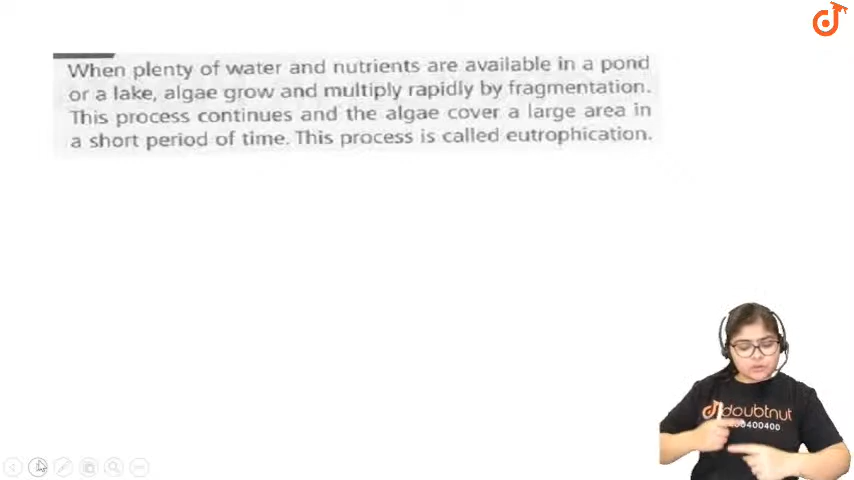 When plenty of water and nutrients are available in a pond
or a lake, algae grow and multiply rapidly by fragmentation.
This process continues and the algae cover a large area in
a short period of time. This process is called eutrophication.
doubtnut